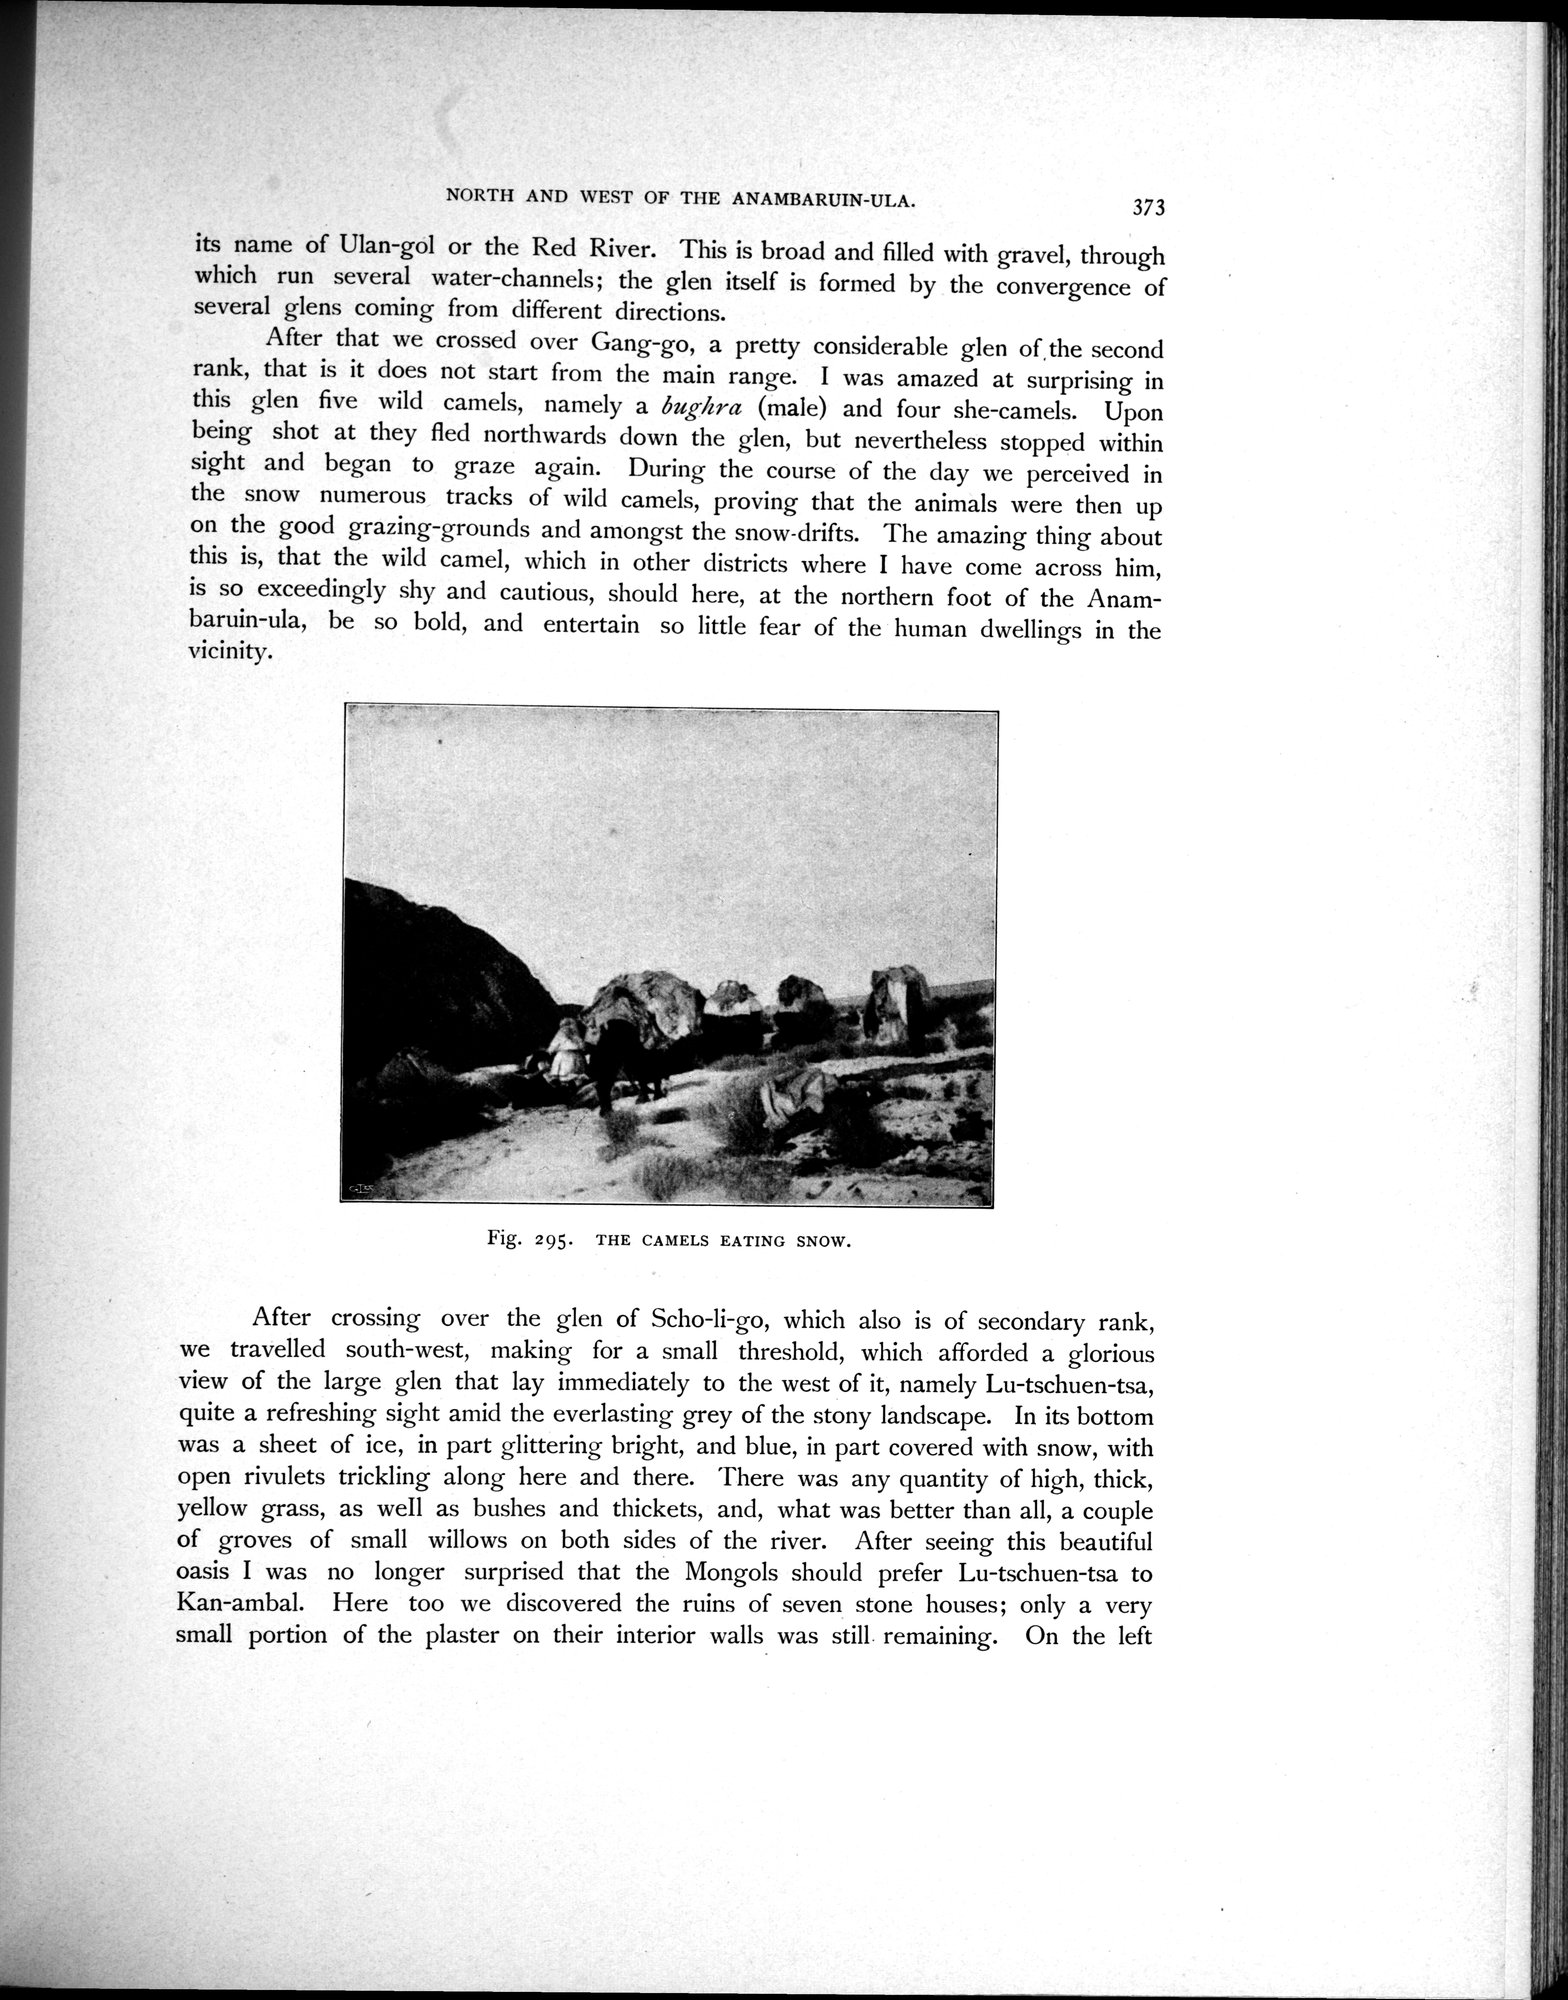 NORTH AND WEST OF THE ANAMBARUIN-ULA.
373
its name of Ulan-gol or the Red River. This is broad and filled with gravel, through
which run several water-channels; the glen itself is formed by the convergence of
several glens coming from different directions.
After that we crossed over Gang-go, a pretty considerable glen of the second
rank, that is it does not start from the main range. I was amazed at surprising in
this glen five wild camels, namely a bughra (male) and four she-camels. Upon
being shot at they fled northwards down the glen, but nevertheless stopped within
sight and began to graze again. During the course of the day we perceived in
the snow numerous tracks of wild camels, proving that the animals were then up
on the good grazing-grounds and amongst the snow-drifts. The amazing thing about
this is, that the wild camel, which in other districts where I have come across him,
is so exceedingly shy and cautious, should here, at the northern foot of the Anam-
baruin-ula, be so bold, and entertain so little fear of the human dwellings in the
vicinity.
Fig. 295. THE CAMELS EATING SNOW.
After crossing over the glen of Scho-li-go, which also is of secondary rank,
we travelled south-west, making for a small threshold, which afforded a glorious
view of the large glen that lay immediately to the west of it, namely Lu-tschuen-tsa,
quite a refreshing sight amid the everlasting grey of the stony landscape. In its bottom
was a sheet of ice, in part glittering bright, and blue, in part covered with snow, with
open rivulets trickling along here and there. There was any quantity of high, thick,
yellow grass, as well as bushes and thickets, and, what was better than all, a couple
of groves of small willows on both sides of the river. After seeing this beautiful
oasis I was no longer surprised that the Mongols should prefer Lu-tschuen-tsa to
Kan-ambal. Here too we discovered the ruins of seven stone houses; only a very
small portion of the plaster on their interior walls was still remaining. On the left